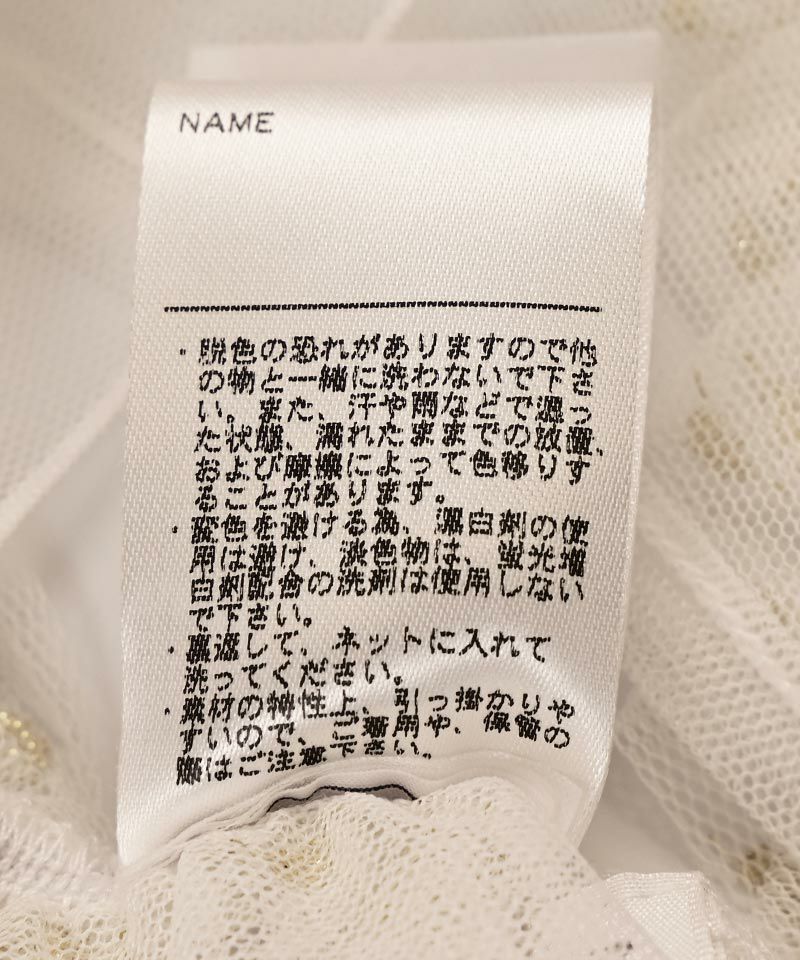 NAME
・脱色の恐れがありますので他
の物と一緒に洗わないで下さ
い。また、汗や雨などで湿っ
た状態、濡れたままでの放置、
および摩擦によって色移りす
ることがあります。
・変色を避ける為、漂白剤の使
用は避け、淡色物は、蛍光増
白剤配合の洗剤は使用しない
で下さい。
・裏返して、ネットに入れて
洗ってください。
・素材の特性上、引っ掛かりや
すいので、ご着用や、保管の
際はご注意下さい。